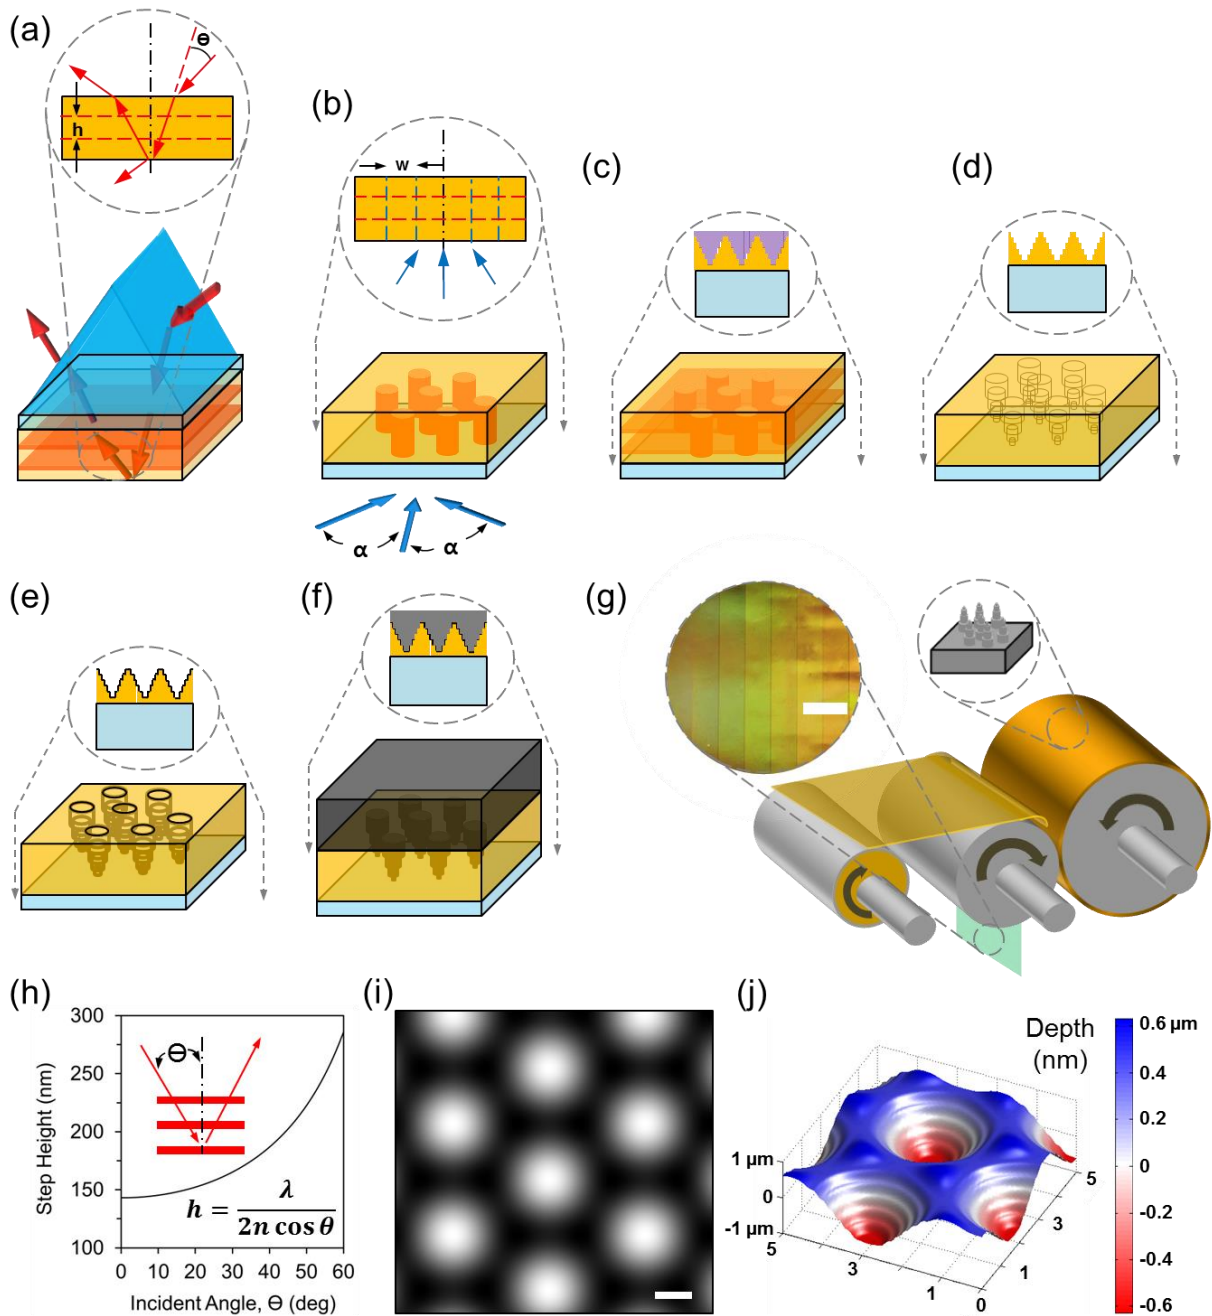 (a)
ɵ
h
(b)
w
α
α
(c)
(d)
(e)
(f)
(g)
(h)
300
250
200
150
100
Step Height (nm)
ϴ
h = λ / 2n cos θ
0 10 20 30 40 50 60
Incident Angle, ϴ (deg)
(i)
(j)
Depth
(nm)
0.6 µm
0.4
0.2
0
-0.2
-0.4
-0.6
1 µm
0
-1 µm
5
3
1
0
1
3
5